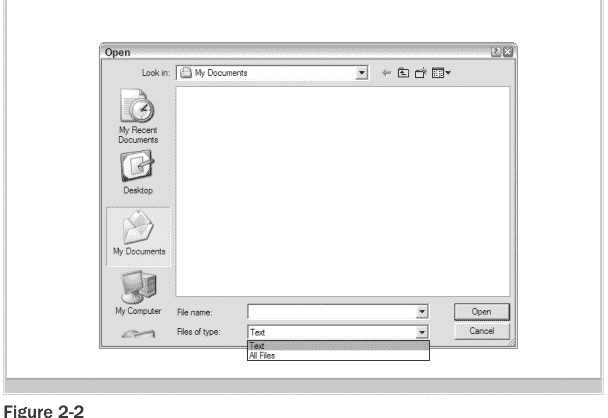 Open
Look in: My Documents
My Recent
Documents
Desktop
My Documents
My Computer
File name:
Open
Files of type: Text
Cancel
Text
All Files
Figure 2-2